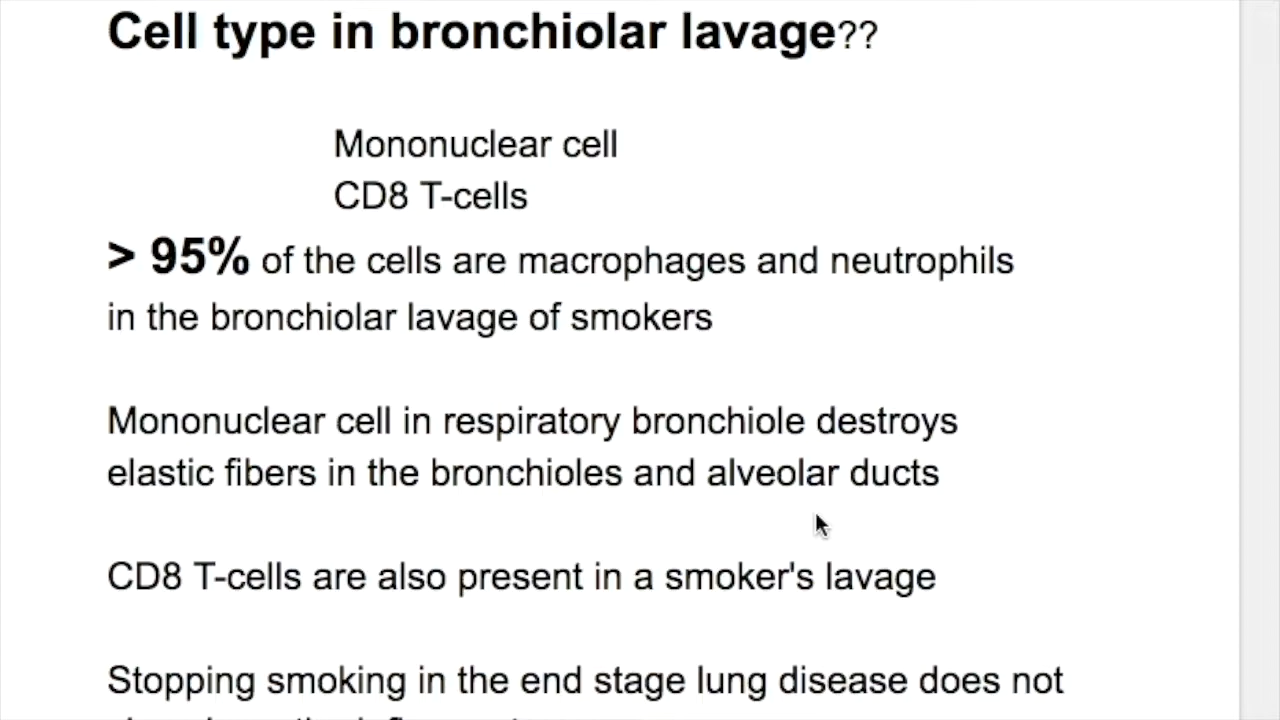 Cell type in bronchiolar lavage??
Mononuclear cell
CD8 T-cells
> 95% of the cells are macrophages and neutrophils
in the bronchiolar lavage of smokers
Mononuclear cell in respiratory bronchiole destroys
elastic fibers in the bronchioles and alveolar ducts
CD8 T-cells are also present in a smoker's lavage
Stopping smoking in the end stage lung disease does not